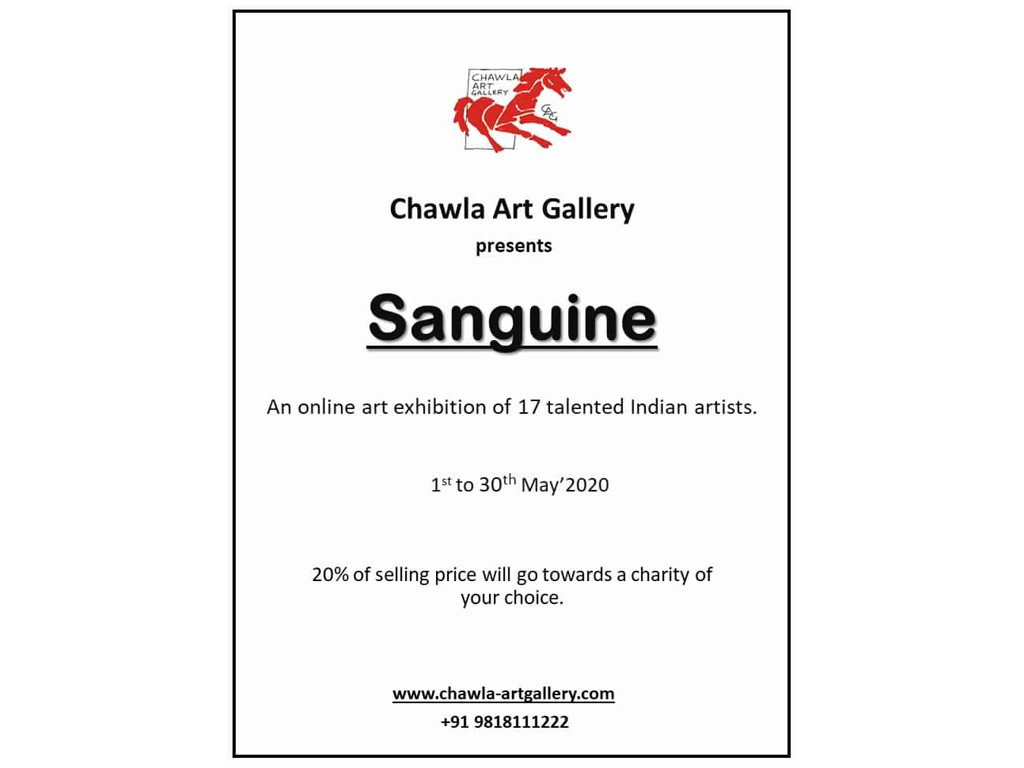 CHAWLA
ART
GALLERY
CAG
Chawla Art Gallery
presents
Sanguine
An online art exhibition of 17 talented Indian artists.
1st to 30th May’2020
20% of selling price will go towards a charity of
your choice.
www.chawla-artgallery.com
+91 9818111222